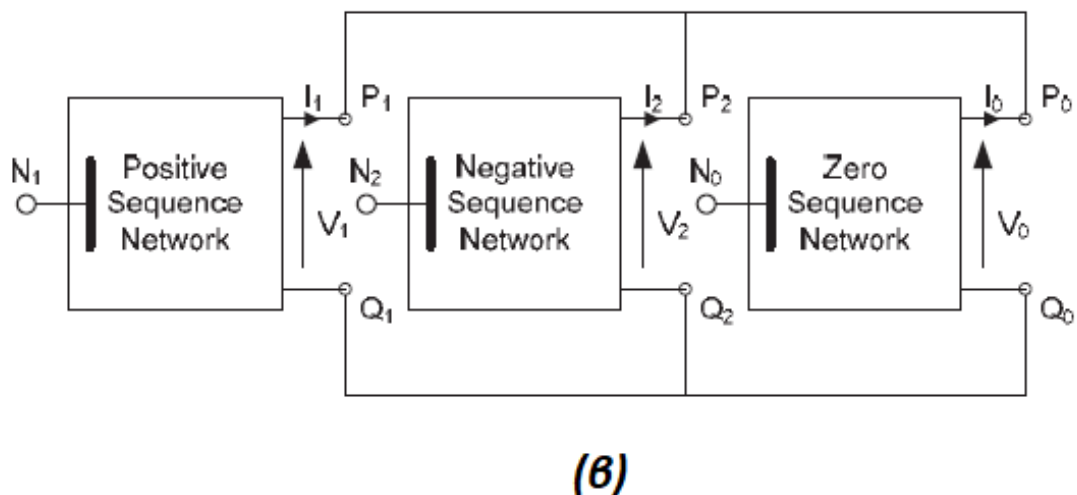 I₁ P₁ I₂ P₂ I₀ P₀
N₁ Positive Sequence Network V₁
N₂ Negative Sequence Network V₂
N₀ Zero Sequence Network V₀
Q₁ Q₂ Q₀
(в)